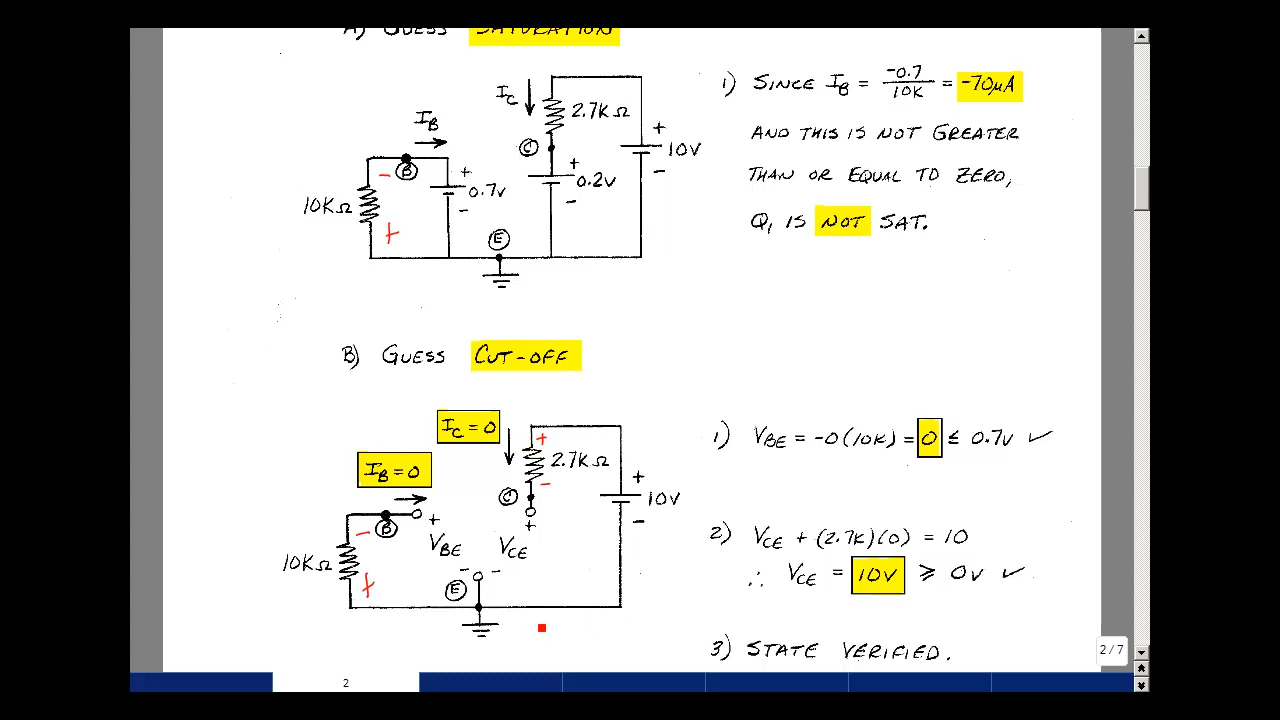 A) GUESS SATURATION
IC
2.7KΩ
+
10V
-
C
+
0.2V
-
IB
B
-
+
0.7V
-
10KΩ
+
E
1) SINCE IB = -0.7/10K = -70μA
AND THIS IS NOT GREATER
THAN OR EQUAL TO ZERO,
Q1 IS NOT SAT.
B) GUESS CUT-OFF
IC = 0
+
2.7KΩ
-
+
10V
-
IB = 0
C
+
B
+
-
VBE
VCE
10KΩ
+
-
-
E
1) VBE = -0(10K) = 0 ≤ 0.7V ✓
2) VCE + (2.7K)(0) = 10
∴ VCE = 10V ≥ 0V ✓
3) STATE VERIFIED.
2 / 7
2